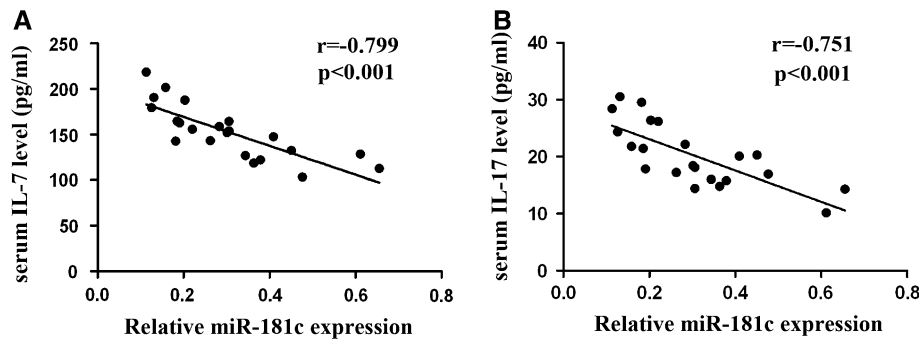 A
r=-0.799
p<0.001
serum IL-7 level (pg/ml)
250
200
150
100
50
0
0.0 0.2 0.4 0.6 0.8
Relative miR-181c expression
B
r=-0.751
p<0.001
serum IL-17 level (pg/ml)
40
30
20
10
0
0.0 0.2 0.4 0.6 0.8
Relative miR-181c expression